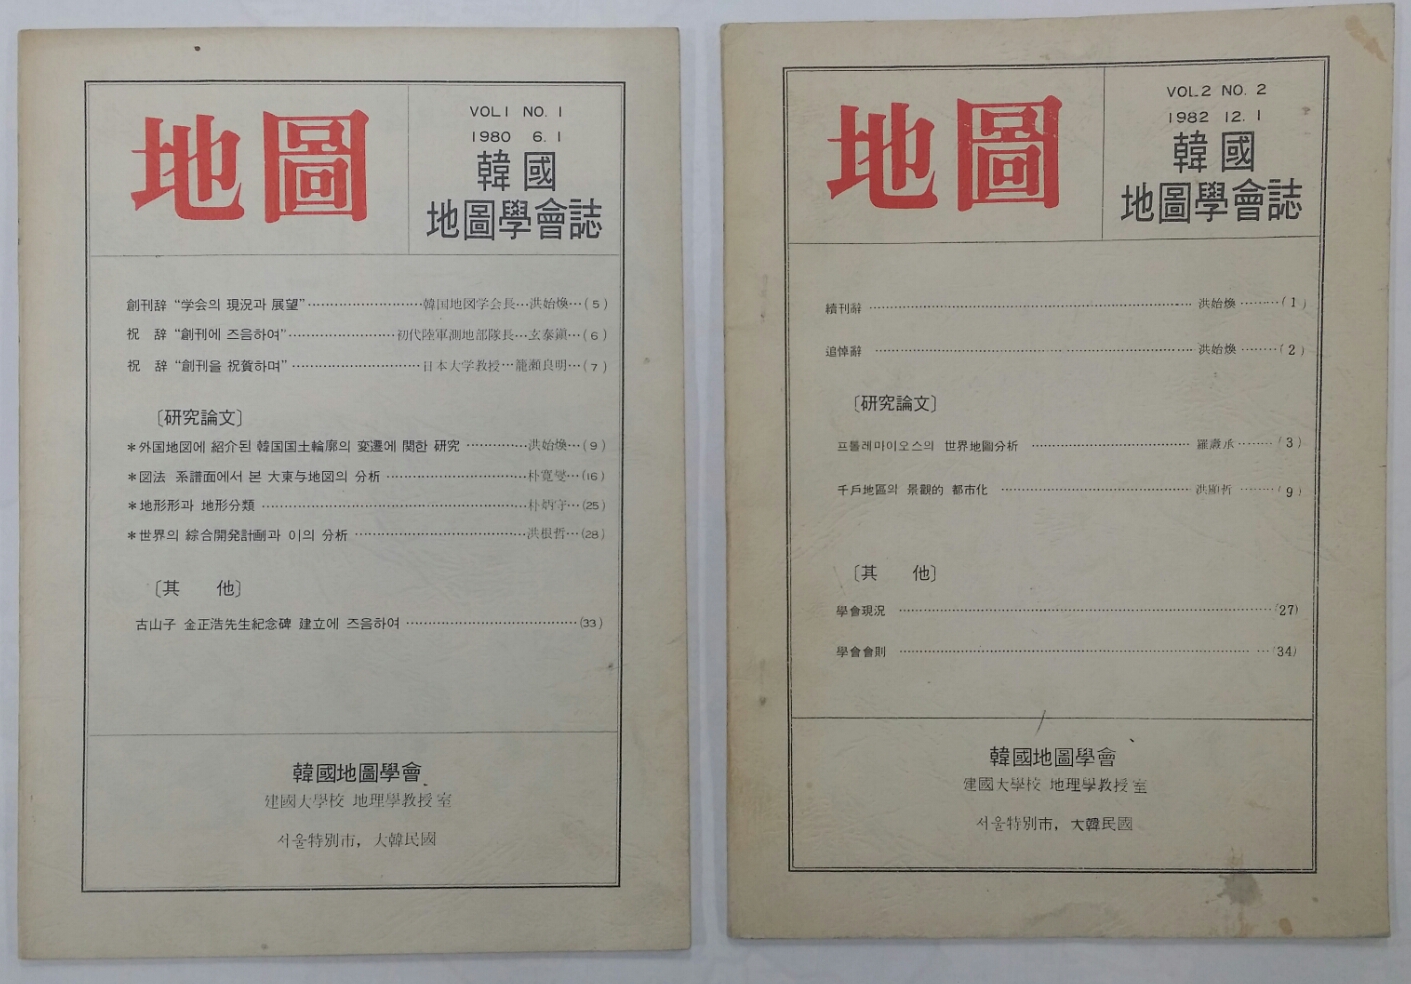 地圖
VOL1 NO. 1
1980 6. 1
韓國
地圖學會誌
創刊辞 “学会의 現況과 展望”………………………韓国地図学会長…洪始煥…(5)
祝 辞 “創刊에 즈음하여”………………………初代陸軍測地部隊長…玄泰鎭…(6)
祝 辞 “創刊을 祝賀하며”………………………日本大学教授…籠瀬良明…(7)
〔研究論文〕
*外国地図에 紹介된 韓国国土輪廓의 変遷에 関한 研究 ……………洪始煥…(9)
*図法 系譜面에서 본 大東与地図의 分析 ………………………朴寬燮…(16)
*地形形과 地形分類 ………………………朴炳守…(25)
*世界의 綜合開発計劃과 이의 分析 ………………………洪根哲…(28)
〔其 他〕
古山子 金正浩先生紀念碑 建立에 즈음하여 ………………………(33)
韓國地圖學會
建國大學校 地理學教授室
서울特別市, 大韓民國
地圖
VOL.2 NO. 2
1982 12. 1
韓國
地圖學會誌
續刊辭 ………………………洪始煥………(1)
追悼辭 ………………………洪始煥………(2)
〔研究論文〕
프톨레마이오스의 世界地圖分析 ………………………羅 承………(3)
千戶地區의 景觀的 都市化 ………………………洪顯哲………(9)
〔其 他〕
學會現況 ………………………(27)
學會會則 ………………………(34)
韓國地圖學會
建國大學校 地理學教授室
서울特別市, 大韓民國